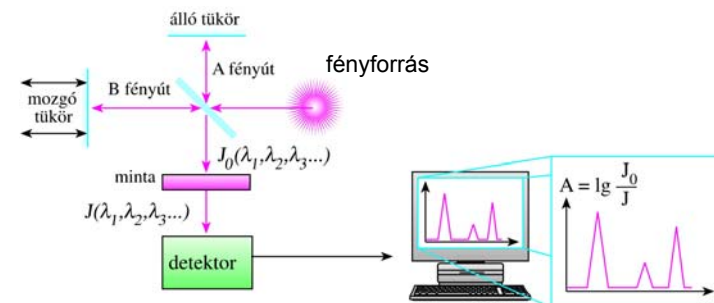 álló tükör
fényforrás
A fényút
B fényút
mozgó
tükör
J₀(λ₁,λ₂,λ₃...)
minta
J(λ₁,λ₂,λ₃...)
detektor
A = lg J₀/J